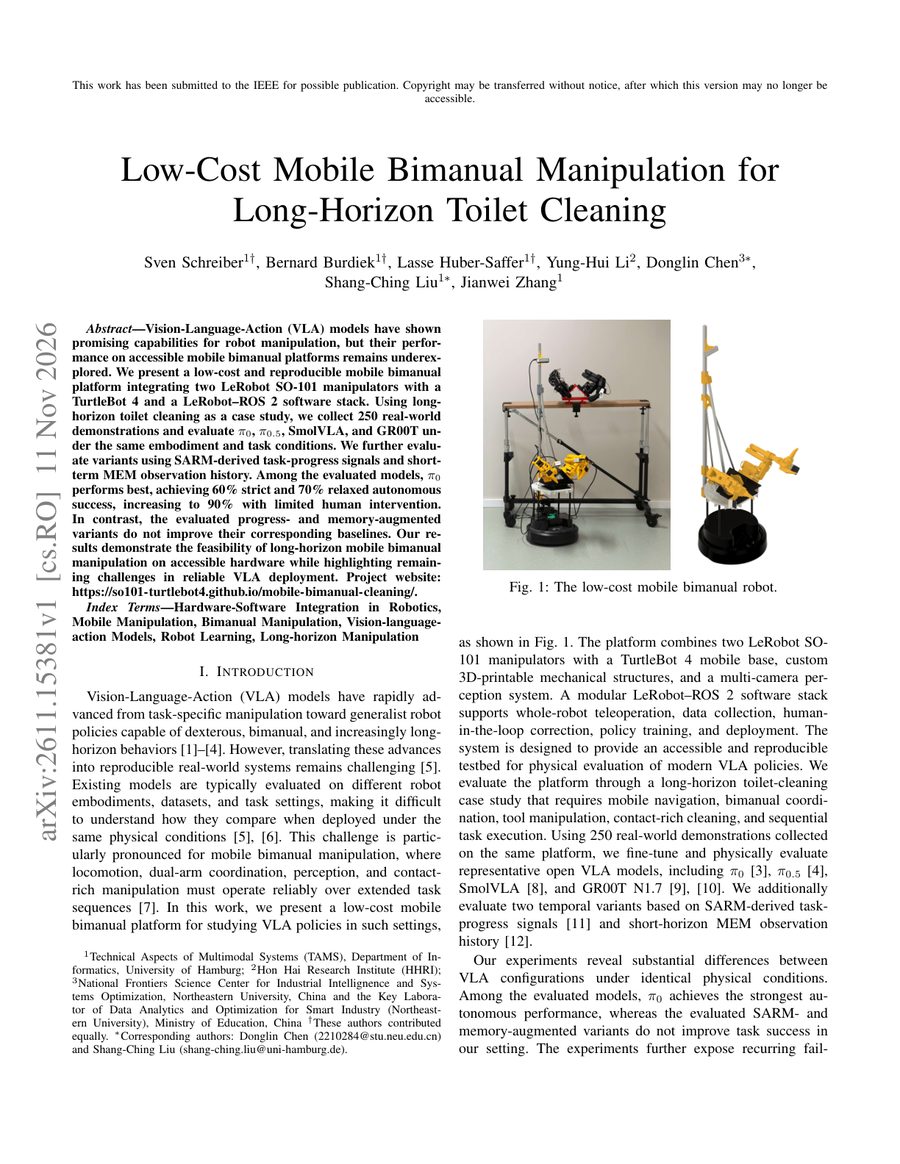 This work has been submitted to the IEEE for possible publication. Copyright may be transferred without notice, after which this version may no longer be
accessible.
Low-Cost Mobile Bimanual Manipulation for
Long-Horizon Toilet Cleaning
Sven Schreiber1†, Bernard Burdiek1†, Lasse Huber-Saffer1†, Yung-Hui Li2, Donglin Chen3∗,
Shang-Ching Liu1∗, Jianwei Zhang1
arXiv:2611.15381v1 [cs.RO] 11 Nov 2026
Abstract—Vision-Language-Action (VLA) models have shown
promising capabilities for robot manipulation, but their perfor-
mance on accessible mobile bimanual platforms remains underex-
plored. We present a low-cost and reproducible mobile bimanual
platform integrating two LeRobot SO-101 manipulators with a
TurtleBot 4 and a LeRobot–ROS 2 software stack. Using long-
horizon toilet cleaning as a case study, we collect 250 real-world
demonstrations and evaluate π0, π0.5, SmolVLA, and GR00T un-
der the same embodiment and task conditions. We further evalu-
ate variants using SARM-derived task-progress signals and short-
term MEM observation history. Among the evaluated models, π0
performs best, achieving 60% strict and 70% relaxed autonomous
success, increasing to 90% with limited human intervention.
In contrast, the evaluated progress- and memory-augmented
variants do not improve their corresponding baselines. Our re-
sults demonstrate the feasibility of long-horizon mobile bimanual
manipulation on accessible hardware while highlighting remain-
ing challenges in reliable VLA deployment. Project website:
https://so101-turtlebot4.github.io/mobile-bimanual-cleaning/.
Index Terms—Hardware-Software Integration in Robotics,
Mobile Manipulation, Bimanual Manipulation, Vision-language-
action Models, Robot Learning, Long-horizon Manipulation
I. INTRODUCTION
Vision-Language-Action (VLA) models have rapidly ad-
vanced from task-specific manipulation toward generalist robot
policies capable of dexterous, bimanual, and increasingly long-
horizon behaviors [1]–[4]. However, translating these advances
into reproducible real-world systems remains challenging [5].
Existing models are typically evaluated on different robot
embodiments, datasets, and task settings, making it difficult
to understand how they compare when deployed under the
same physical conditions [5], [6]. This challenge is partic-
ularly pronounced for mobile bimanual manipulation, where
locomotion, dual-arm coordination, perception, and contact-
rich manipulation must operate reliably over extended task
sequences [7]. In this work, we present a low-cost mobile
bimanual platform for studying VLA policies in such settings,
1Technical Aspects of Multimodal Systems (TAMS), Department of In-
formatics, University of Hamburg; 2Hon Hai Research Institute (HHRI);
3National Frontiers Science Center for Industrial Intellignence and Sys-
tems Optimization, Northeastern University, China and the Key Labora-
tor of Data Analytics and Optimization for Smart Industry (Northeast-
ern University), Ministry of Education, China †These authors contributed
equally. ∗Corresponding authors: Donglin Chen (2210284@stu.neu.edu.cn)
and Shang-Ching Liu (shang-ching.liu@uni-hamburg.de).
Fig. 1: The low-cost mobile bimanual robot.
as shown in Fig. 1. The platform combines two LeRobot SO-
101 manipulators with a TurtleBot 4 mobile base, custom
3D-printable mechanical structures, and a multi-camera per-
ception system. A modular LeRobot–ROS 2 software stack
supports whole-robot teleoperation, data collection, human-
in-the-loop correction, policy training, and deployment. The
system is designed to provide an accessible and reproducible
testbed for physical evaluation of modern VLA policies. We
evaluate the platform through a long-horizon toilet-cleaning
case study that requires mobile navigation, bimanual coordi-
nation, tool manipulation, contact-rich cleaning, and sequential
task execution. Using 250 real-world demonstrations collected
on the same platform, we fine-tune and physically evaluate
representative open VLA models, including π0 [3], π0.5 [4],
SmolVLA [8], and GR00T N1.7 [9], [10]. We additionally
evaluate two temporal variants based on SARM-derived task-
progress signals [11] and short-horizon MEM observation
history [12].
Our experiments reveal substantial differences between
VLA configurations under identical physical conditions.
Among the evaluated models, π0 achieves the strongest au-
tonomous performance, whereas the evaluated SARM- and
memory-augmented variants do not improve task success in
our setting. The experiments further expose recurring fail-